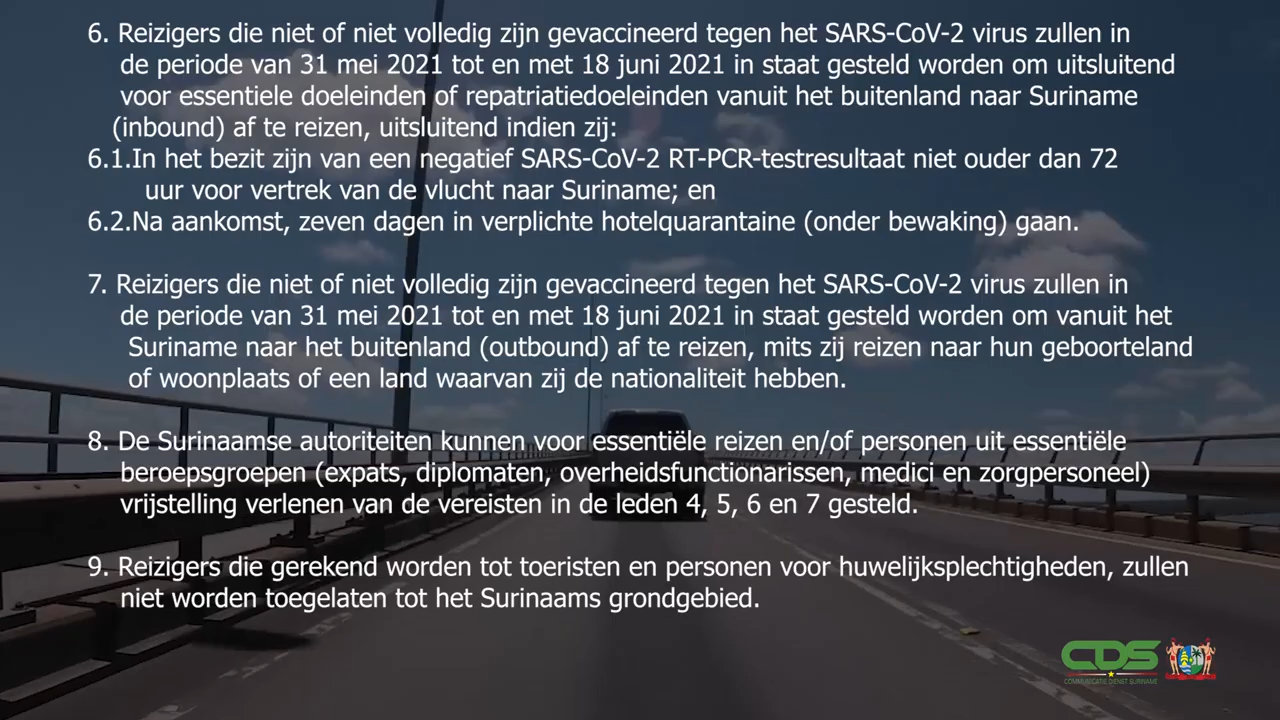 6. Reizigers die niet of niet volledig zijn gevaccineerd tegen het SARS-CoV-2 virus zullen in
de periode van 31 mei 2021 tot en met 18 juni 2021 in staat gesteld worden om uitsluitend
voor essentiele doeleinden of repatriatiedoeleinden vanuit het buitenland naar Suriname
(inbound) af te reizen, uitsluitend indien zij:
6.1.In het bezit zijn van een negatief SARS-CoV-2 RT-PCR-testresultaat niet ouder dan 72
uur voor vertrek van de vlucht naar Suriname; en
6.2.Na aankomst, zeven dagen in verplichte hotelquarantaine (onder bewaking) gaan.
7. Reizigers die niet of niet volledig zijn gevaccineerd tegen het SARS-CoV-2 virus zullen in
de periode van 31 mei 2021 tot en met 18 juni 2021 in staat gesteld worden om vanuit het
Suriname naar het buitenland (outbound) af te reizen, mits zij reizen naar hun geboorteland
of woonplaats of een land waarvan zij de nationaliteit hebben.
8. De Surinaamse autoriteiten kunnen voor essentiële reizen en/of personen uit essentiële
beroepsgroepen (expats, diplomaten, overheidsfunctionarissen, medici en zorgpersoneel)
vrijstelling verlenen van de vereisten in de leden 4, 5, 6 en 7 gesteld.
9. Reizigers die gerekend worden tot toeristen en personen voor huwelijksplechtigheden, zullen
niet worden toegelaten tot het Surinaams grondgebied.
CDS
COMMUNICATIE DIENST SURINAME